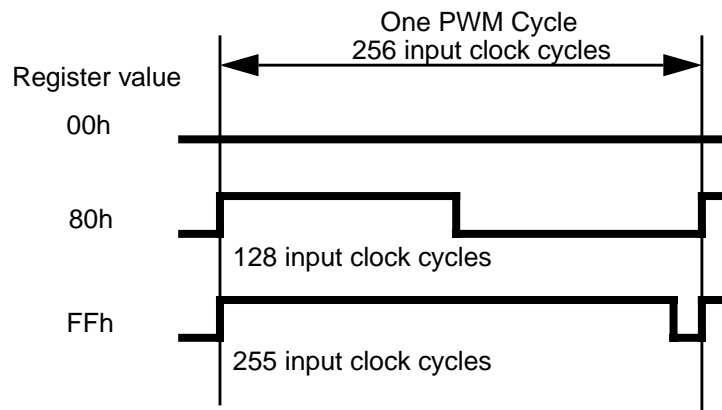 One PWM Cycle
256 input clock cycles
Register value
00h
80h
128 input clock cycles
FFh
255 input clock cycles